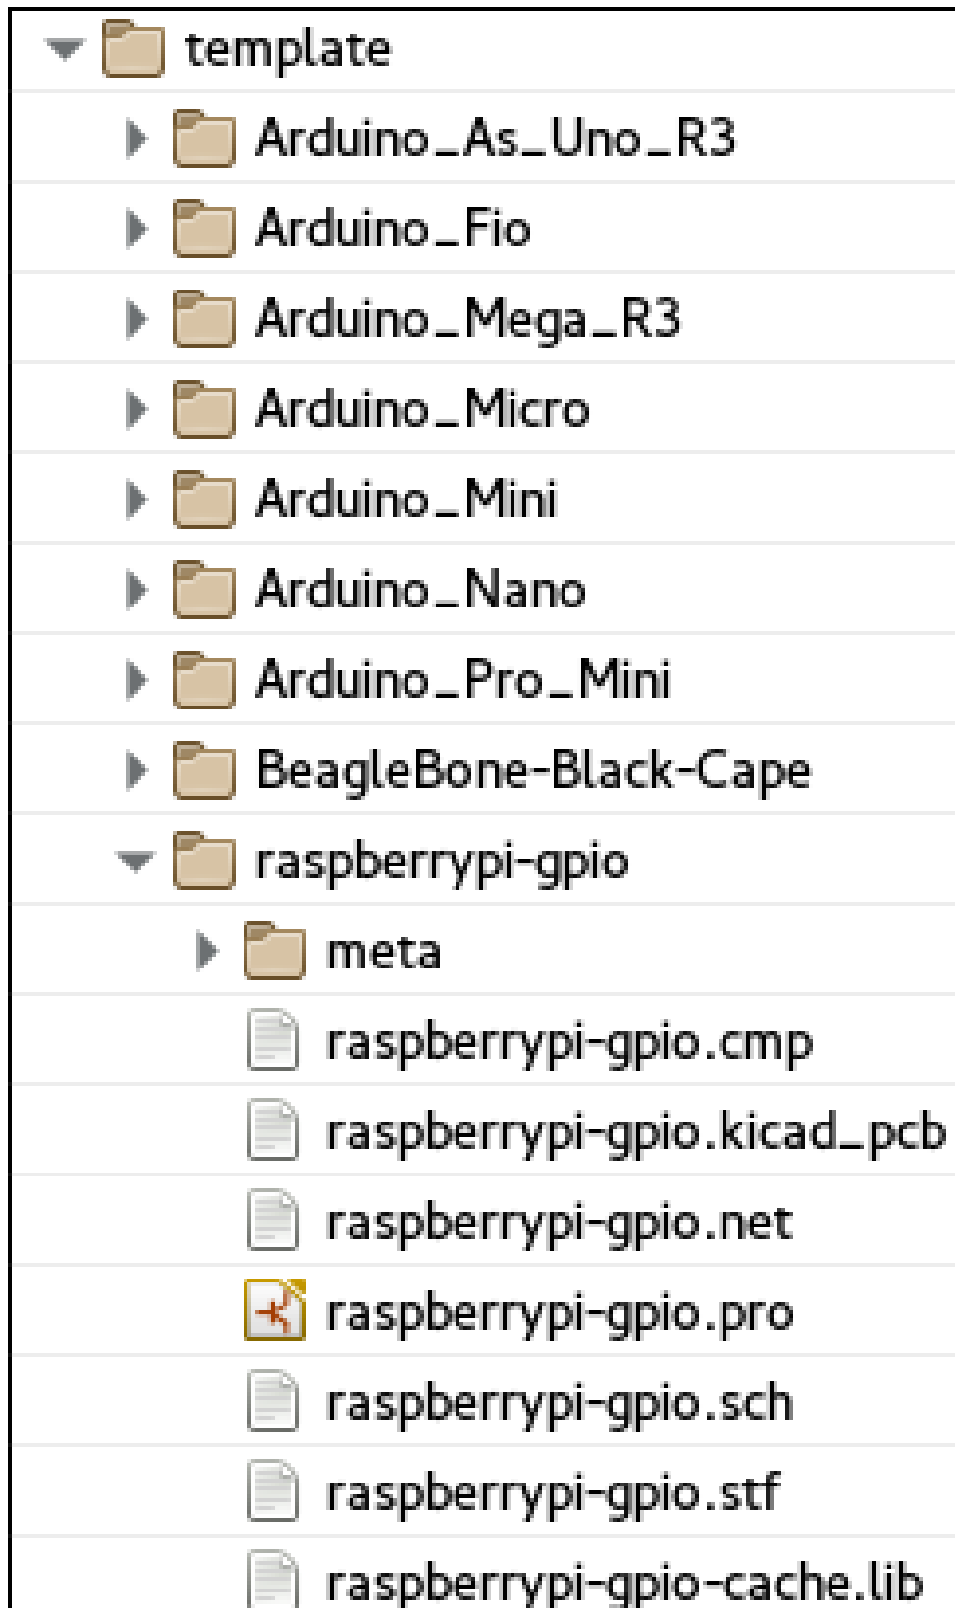 template
Arduino_As_Uno_R3
Arduino_Fio
Arduino_Mega_R3
Arduino_Micro
Arduino_Mini
Arduino_Nano
Arduino_Pro_Mini
BeagleBone-Black-Cape
raspberrypi-gpio
meta
raspberrypi-gpio.cmp
raspberrypi-gpio.kicad_pcb
raspberrypi-gpio.net
raspberrypi-gpio.pro
raspberrypi-gpio.sch
raspberrypi-gpio.stf
raspberrypi-gpio-cache.lib